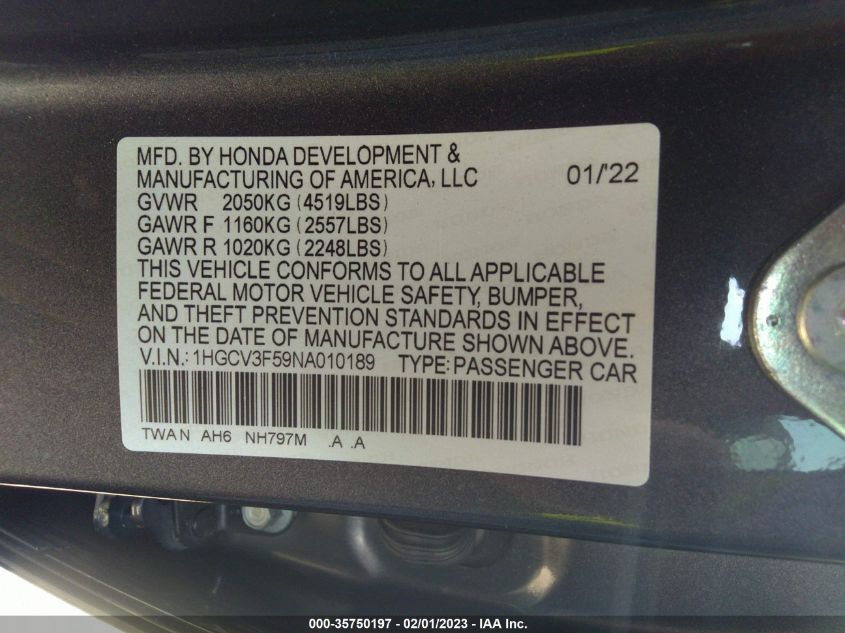 MFD. BY HONDA DEVELOPMENT &
MANUFACTURING OF AMERICA, LLC 01/'22
GVWR 2050KG (4519LBS)
GAWR F 1160KG (2557LBS)
GAWR R 1020KG (2248LBS)
THIS VEHICLE CONFORMS TO ALL APPLICABLE
FEDERAL MOTOR VEHICLE SAFETY, BUMPER,
AND THEFT PREVENTION STANDARDS IN EFFECT
ON THE DATE OF MANUFACTURE SHOWN ABOVE.
V.I.N.: 1HGCV3F59NA010189 TYPE: PASSENGER CAR
TWA N AH6 NH797M .A .A
000-35750197 - 02/01/2023 - IAA Inc.